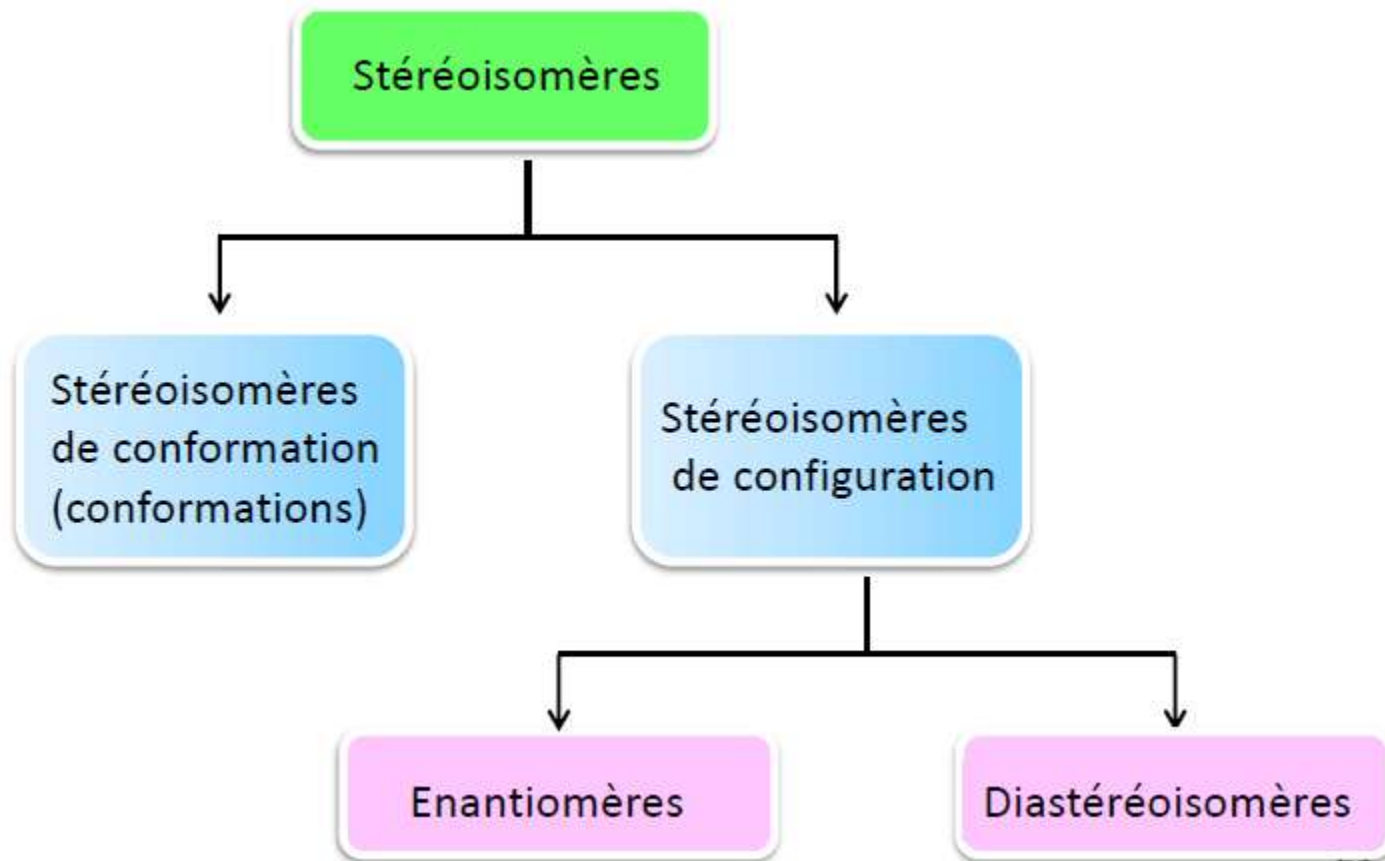 Stéréoisomères
Stéréoisomères
de conformation
(conformations)
Stéréoisomères
de configuration
Enantiomères
Diastéréoisomères